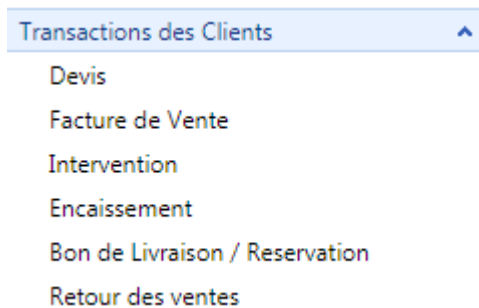 Transactions des Clients
Devis
Facture de Vente
Intervention
Encaissement
Bon de Livraison / Reservation
Retour des ventes